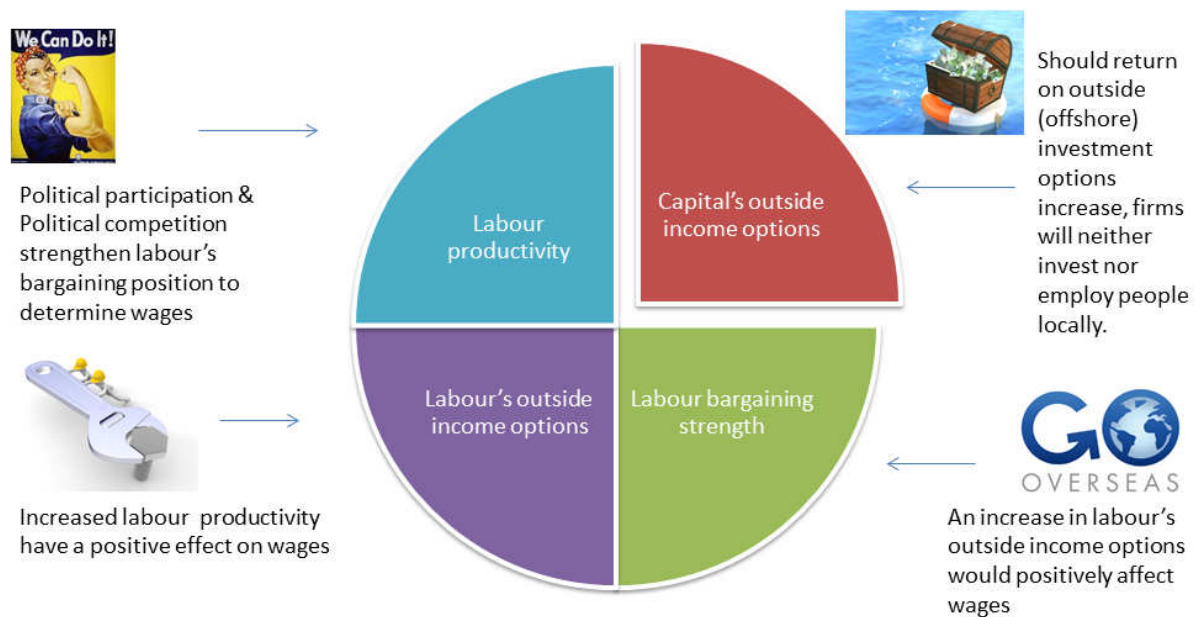 We Can Do It!
Political participation &
Political competition
strengthen labour's
bargaining position to
determine wages
Increased labour productivity
have a positive effect on wages
Labour
productivity
Capital's outside
income options
Labour's outside
income options
Labour bargaining
strength
Should return
on outside
(offshore)
investment
options
increase, firms
will neither
invest nor
employ people
locally.
GO
OVERSEAS
An increase in labour's
outside income options
would positively affect
wages